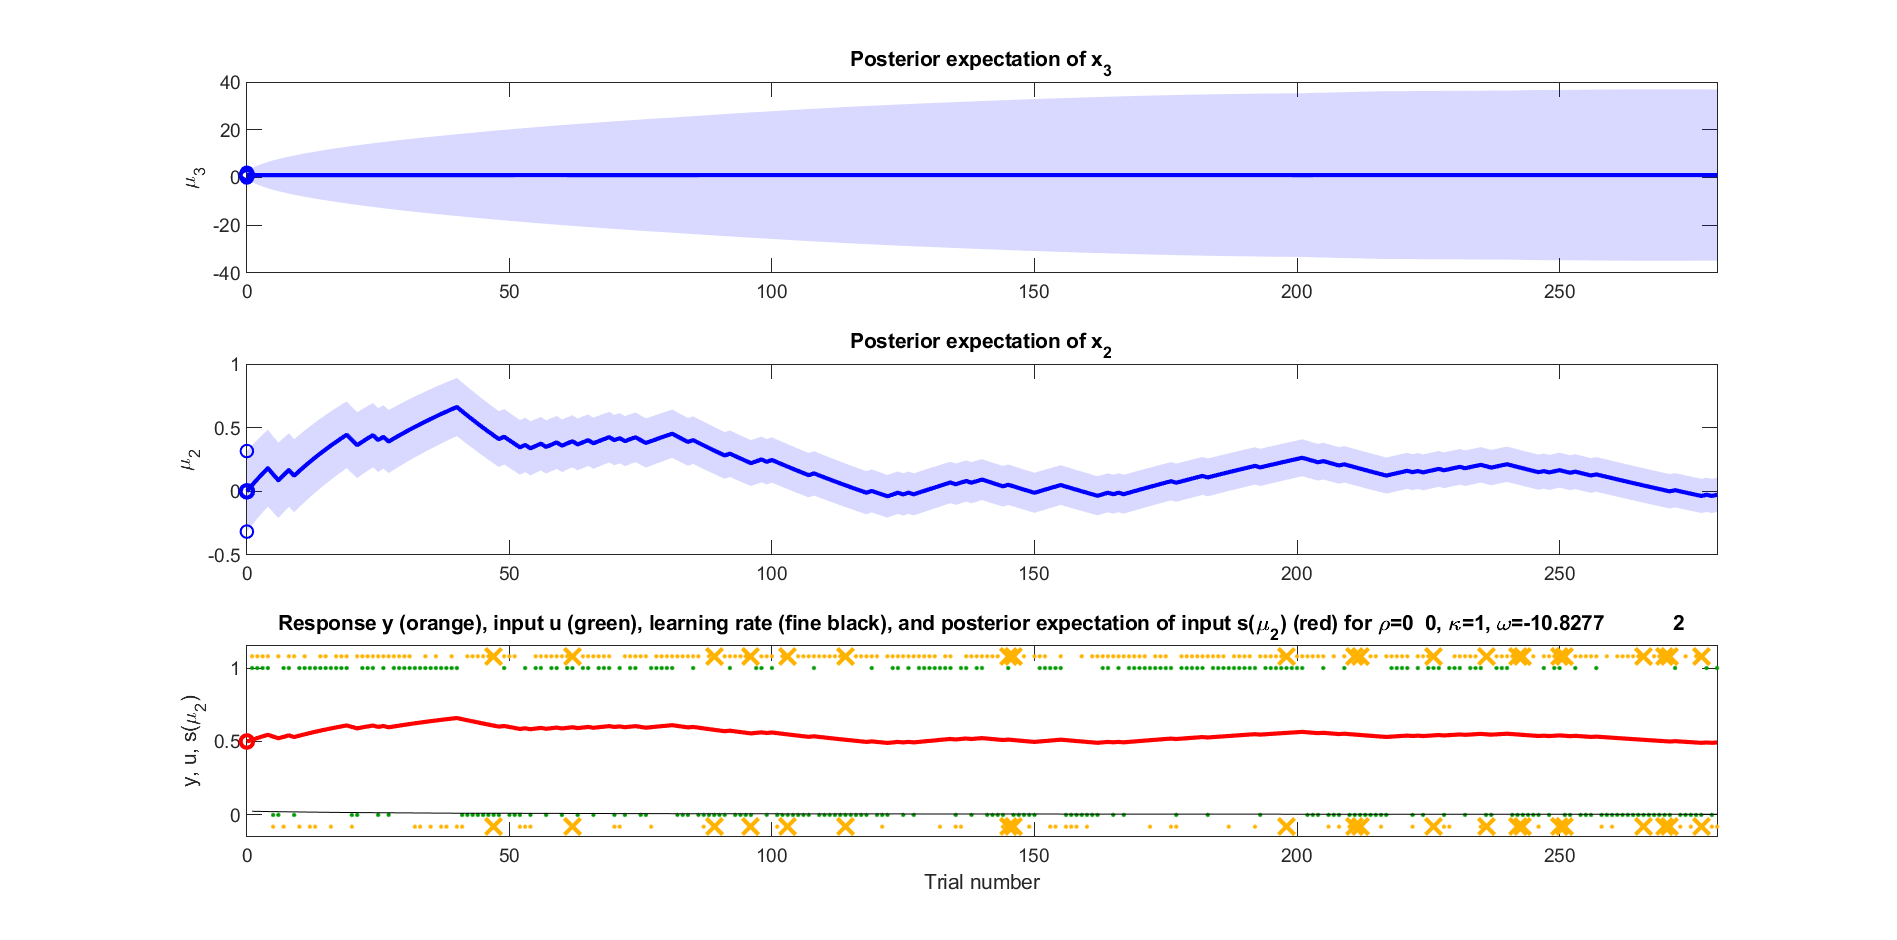 Posterior expectation of x₃
40
20
0
-20
-40
μ₃
0 50 100 150 200 250
Posterior expectation of x₂
1
0.5
0
-0.5
μ₂
0 50 100 150 200 250
Response y (orange), input u (green), learning rate (fine black), and posterior expectation of input s(μ₂) (red) for ρ=0 0, κ=1, ω=-10.8277 2
1
0.5
0
y, u, s(μ₂)
0 50 100 150 200 250
Trial number